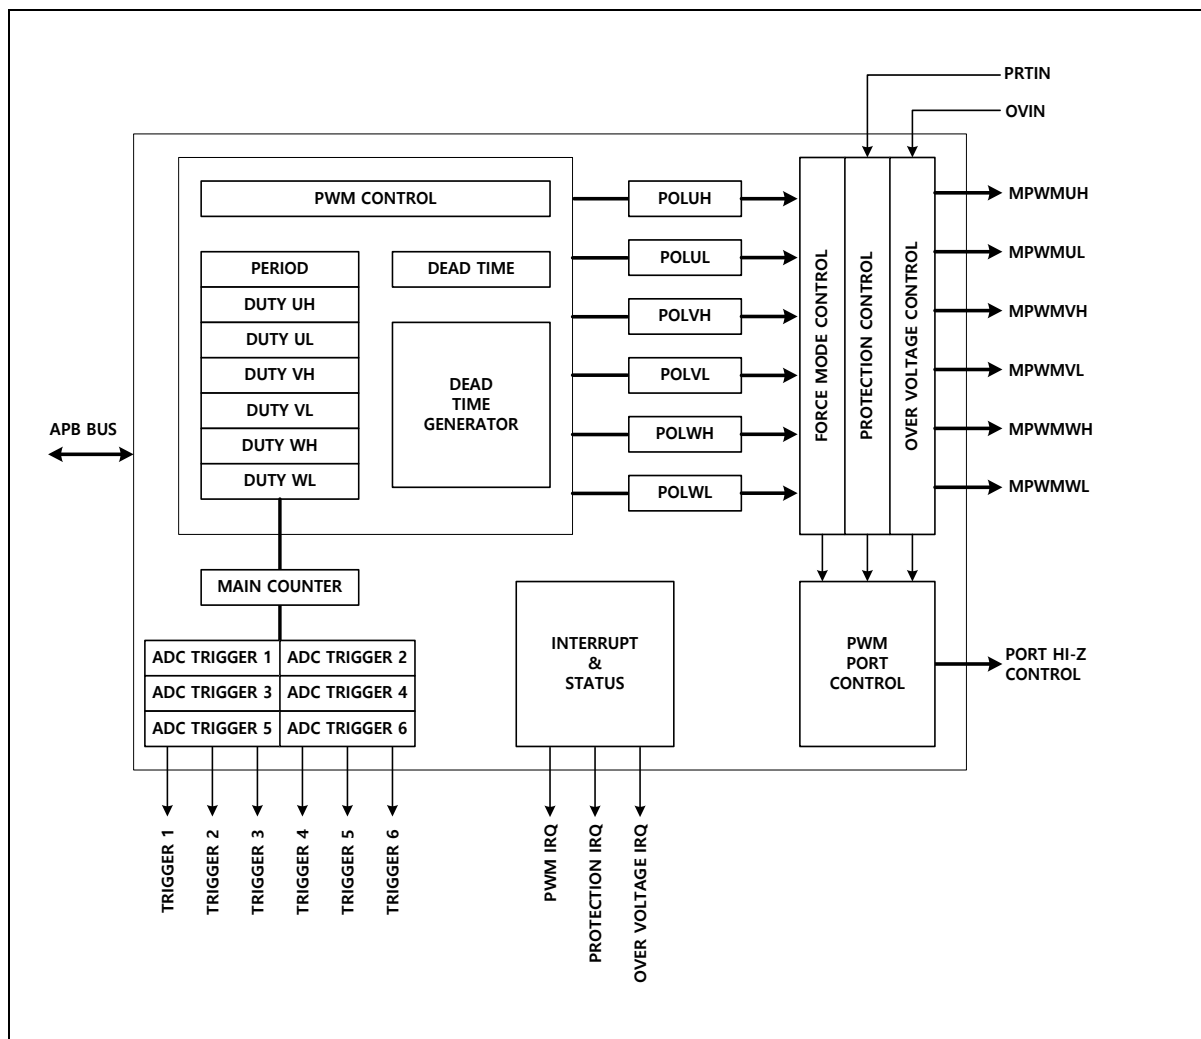 PRTIN
OVIN
PWM CONTROL
PERIOD
DUTY UH
DUTY UL
DUTY VH
DUTY VL
DUTY WH
DUTY WL
DEAD TIME
DEAD
TIME
GENERATOR
POLUH
POLUL
POLVH
POLVL
POLWH
POLWL
FORCE MODE CONTROL
PROTECTION CONTROL
OVER VOLTAGE CONTROL
MPWMUH
MPWMUL
MPWMVH
MPWMVL
MPWMWH
MPWMWL
APB BUS
MAIN COUNTER
ADC TRIGGER 1
ADC TRIGGER 2
ADC TRIGGER 3
ADC TRIGGER 4
ADC TRIGGER 5
ADC TRIGGER 6
INTERRUPT
&
STATUS
PWM
PORT
CONTROL
PORT HI-Z
CONTROL
TRIGGER 1
TRIGGER 2
TRIGGER 3
TRIGGER 4
TRIGGER 5
TRIGGER 6
PWM IRQ
PROTECTION IRQ
OVER VOLTAGE IRQ